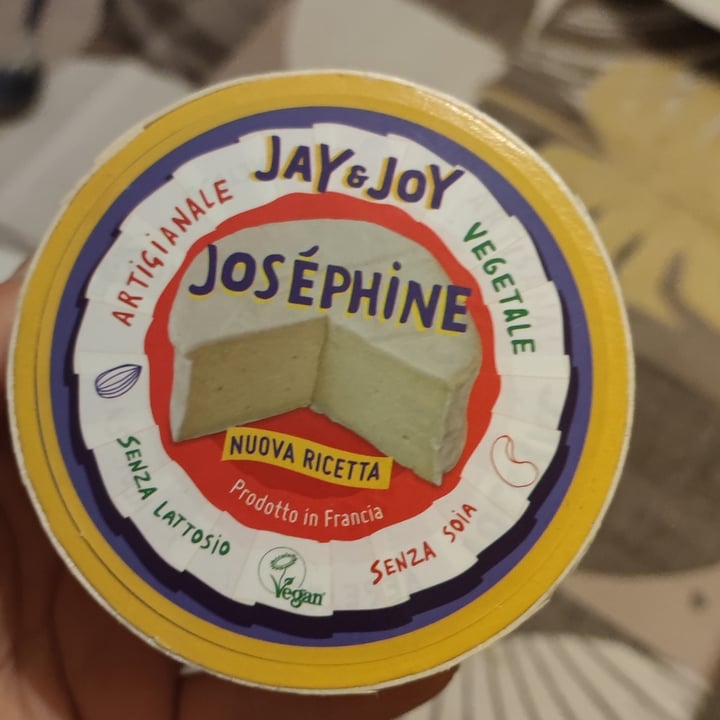 JAY & JOY
ARTIGIANALE
VEGETALE
JOSÉPHINE
NUOVA RICETTA
Prodotto in Francia
SENZA LATTOSIO
Vegan
SENZA SOIA